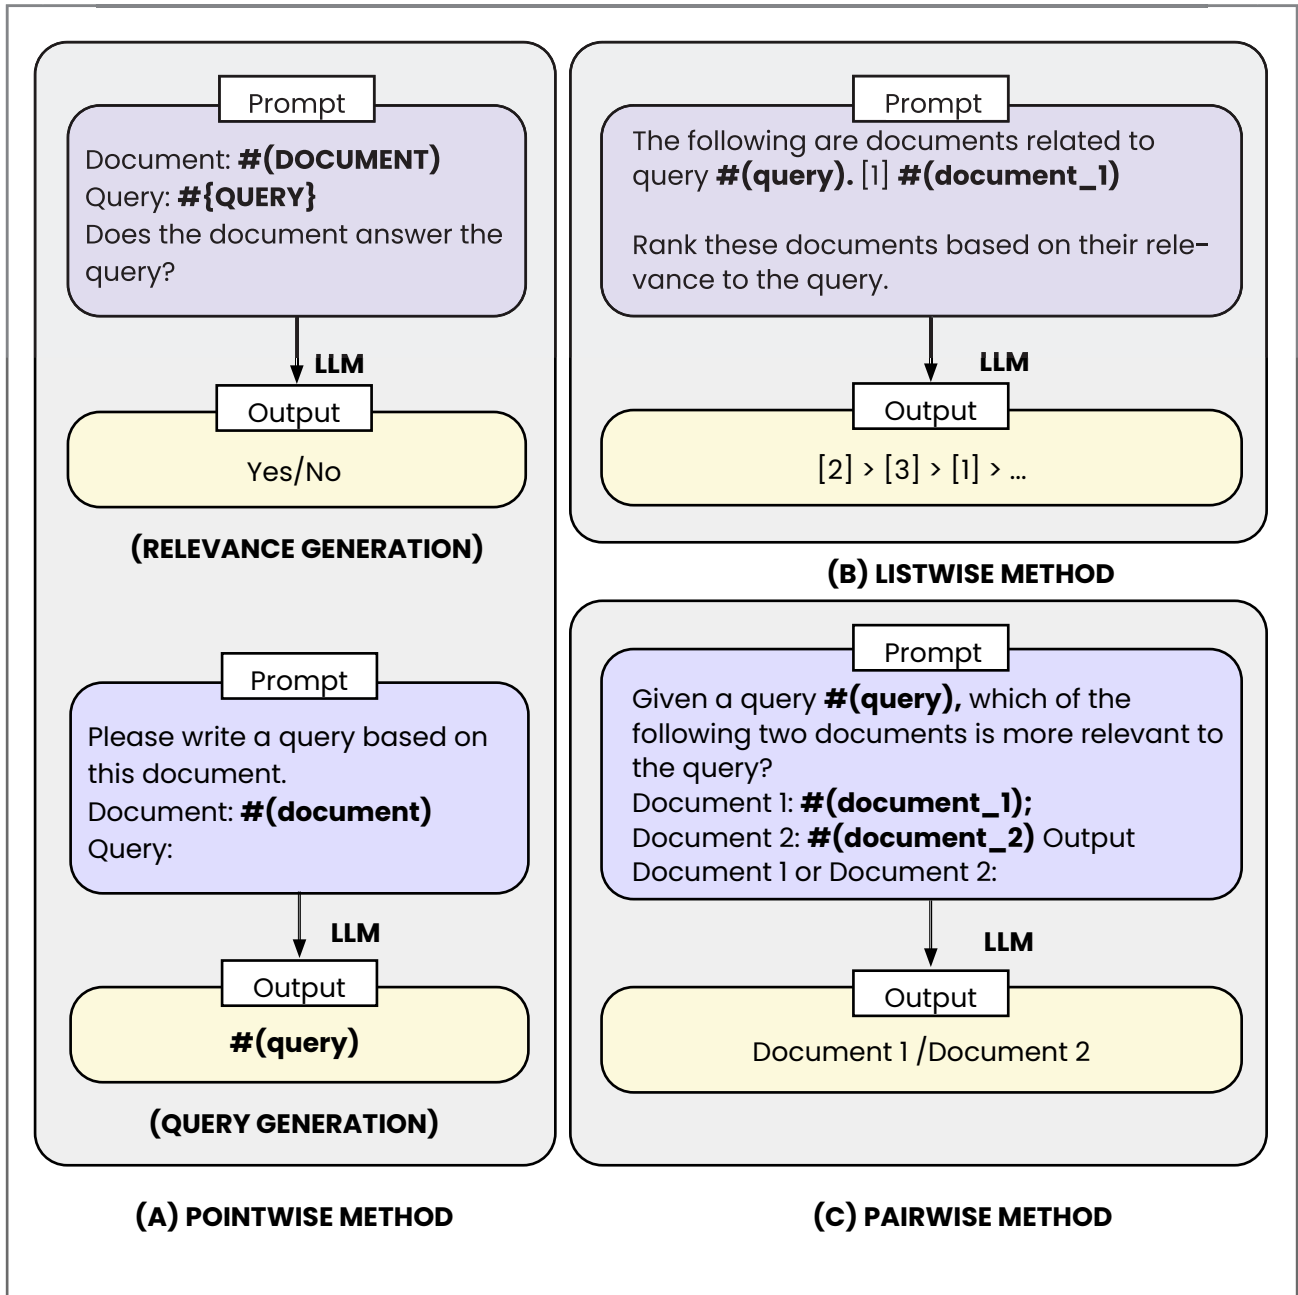 Prompt
Document: #(DOCUMENT)
Query: #{QUERY}
Does the document answer the
query?
LLM
Output
Yes/No
(RELEVANCE GENERATION)
Prompt
Please write a query based on
this document.
Document: #(document)
Query:
LLM
Output
#(query)
(QUERY GENERATION)
(A) POINTWISE METHOD
Prompt
The following are documents related to
query #(query). [1] #(document_1)
Rank these documents based on their rele-
vance to the query.
LLM
Output
[2] > [3] > [1] > ...
(B) LISTWISE METHOD
Prompt
Given a query #(query), which of the
following two documents is more relevant to
the query?
Document 1: #(document_1);
Document 2: #(document_2) Output
Document 1 or Document 2:
LLM
Output
Document 1 /Document 2
(C) PAIRWISE METHOD